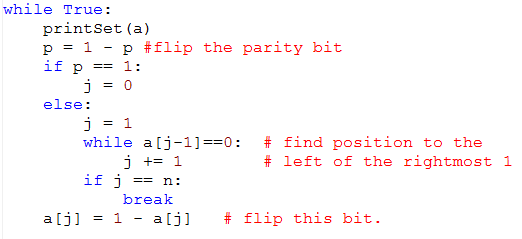 while True:
    printSet(a)
    p = 1 - p #flip the parity bit
    if p == 1:
        j = 0
    else:
        j = 1
        while a[j-1]==0:  # find position to the
            j += 1        # left of the rightmost 1
        if j == n:
            break
    a[j] = 1 - a[j]   # flip this bit.